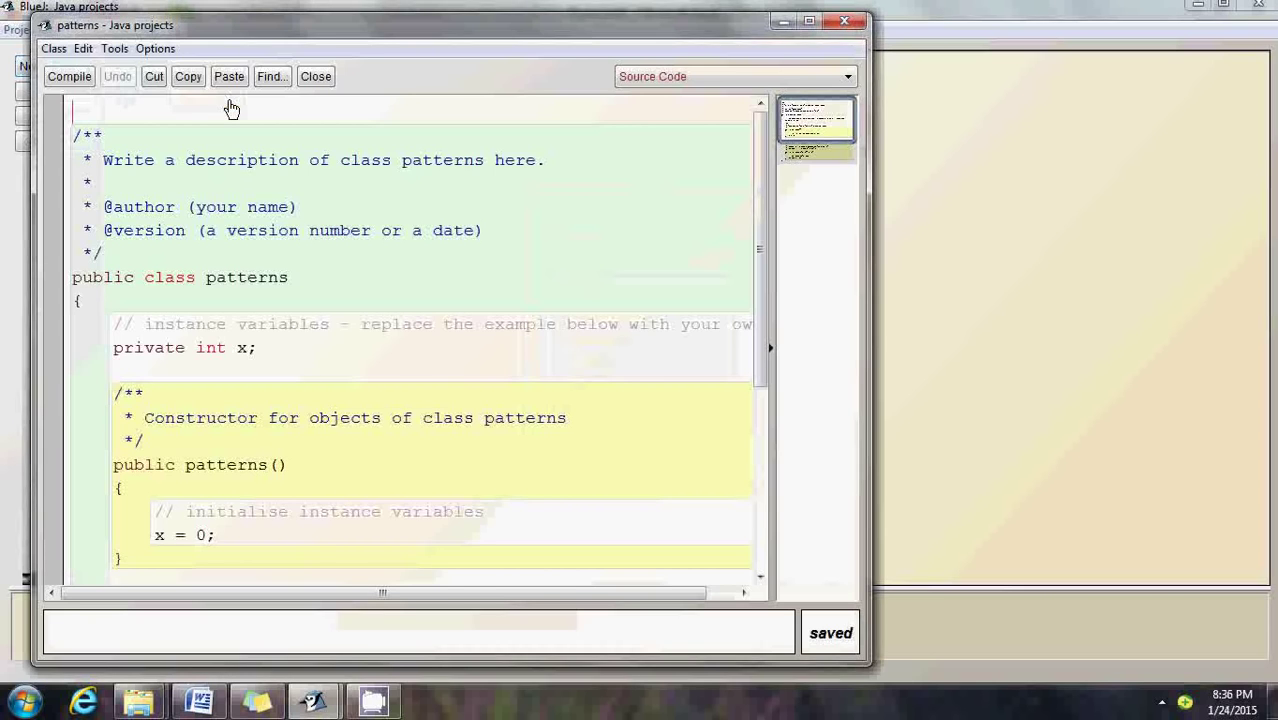 BlueJ: Java projects
patterns - Java projects
Class Edit Tools Options
Compile Undo Cut Copy Paste Find... Close
Source Code
/**
* Write a description of class patterns here.
*
* @author (your name)
* @version (a version number or a date)
*/
public class patterns
{
// instance variables - replace the example below with your ow
private int x;
/**
* Constructor for objects of class patterns
*/
public patterns()
{
// initialise instance variables
x = 0;
}
saved
8:36 PM
1/24/2015